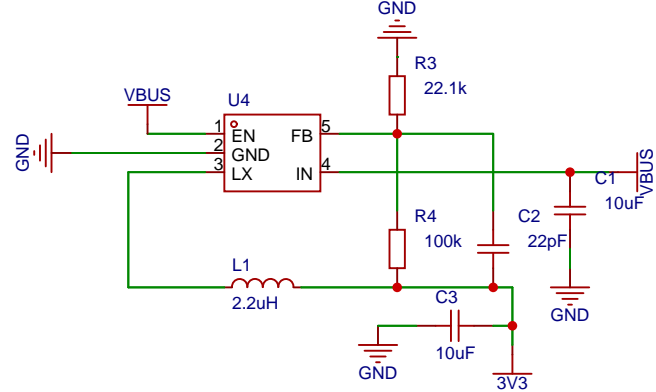 GND
R3
22.1k
VBUS
U4
1
EN
FB
5
GND
2
GND
3
LX
IN
4
C1
10uF
VBUS
R4
100k
C2
22pF
L1
2.2uH
C3
10uF
GND
GND
3V3